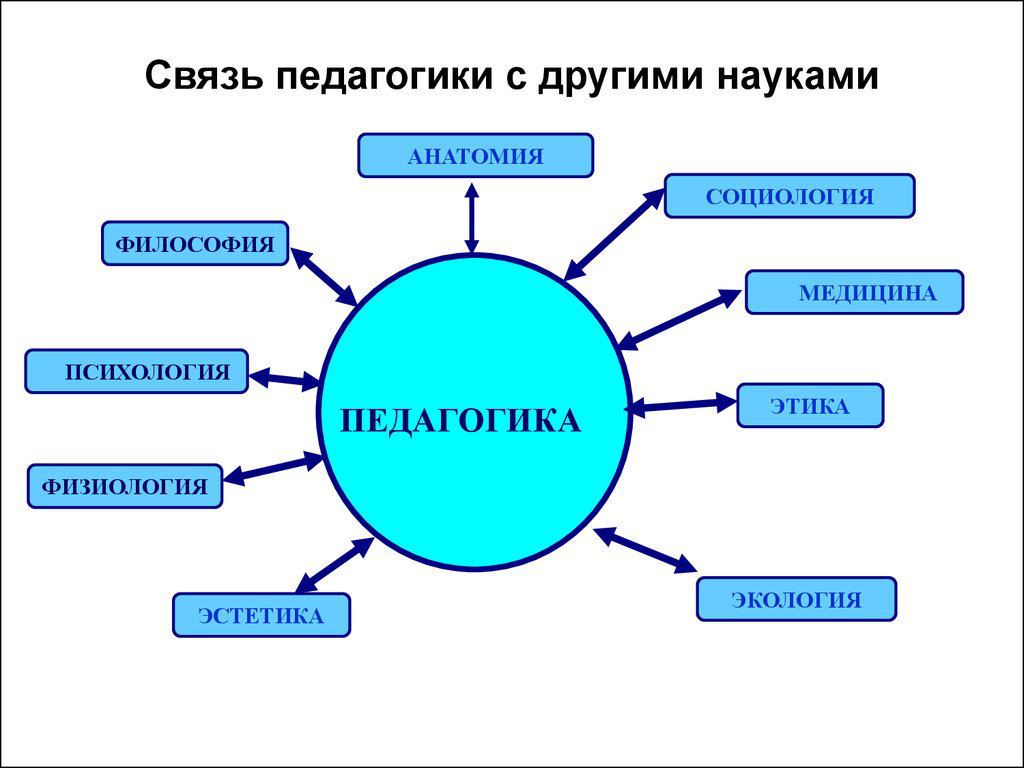 Связь педагогики с другими науками
АНАТОМИЯ
СОЦИОЛОГИЯ
ФИЛОСОФИЯ
МЕДИЦИНА
ПСИХОЛОГИЯ
ЭТИКА
ПЕДАГОГИКА
ФИЗИОЛОГИЯ
ЭКОЛОГИЯ
ЭСТЕТИКА